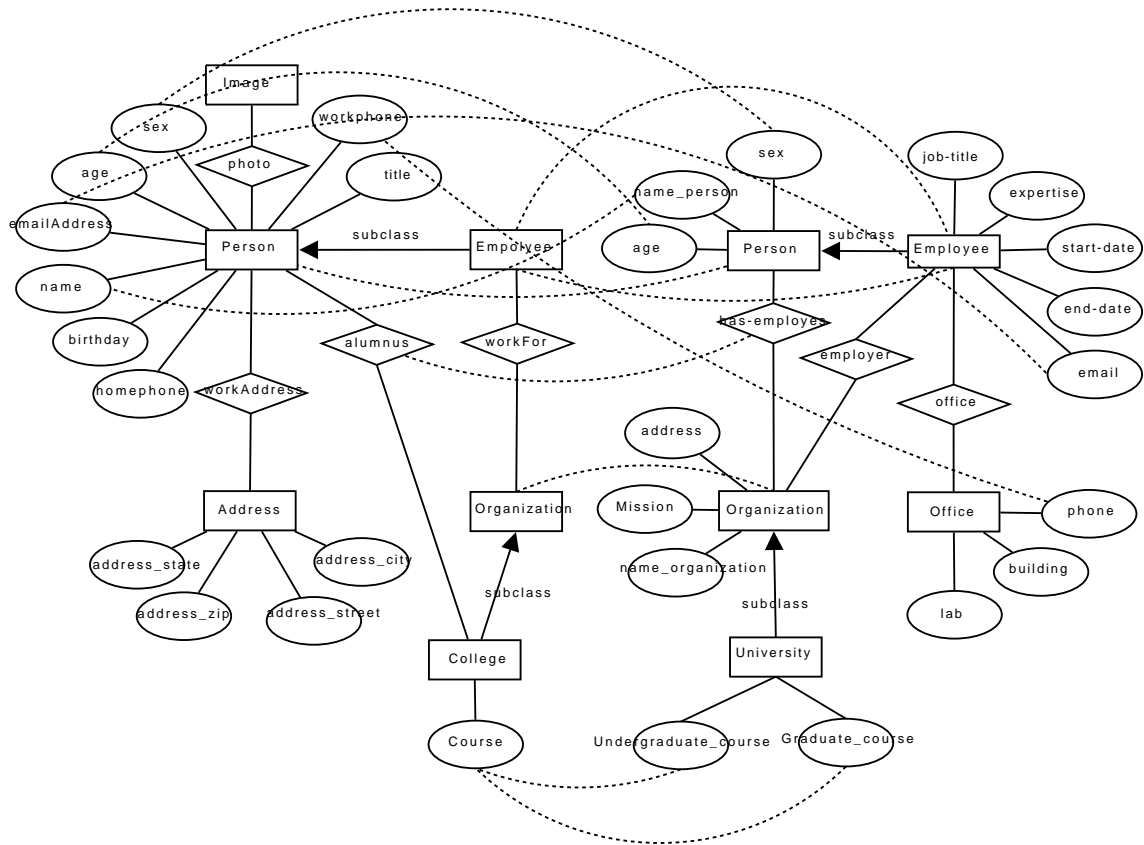 Image
sex
workphone
photo
age
title
emailAddress
Person
subclass
Empolyee
name
birthday
alumnus
workFor
homephone
workAddress
Address
Organization
address_state
address_city
address_zip
address_street
subclass
College
Course
sex
job-title
name_person
expertise
age
Person
subclass
Employee
start-date
end-date
has-employes
employer
email
office
address
Mission
Organization
Office
phone
name_organization
building
subclass
lab
University
Undergraduate_course
Graduate_course